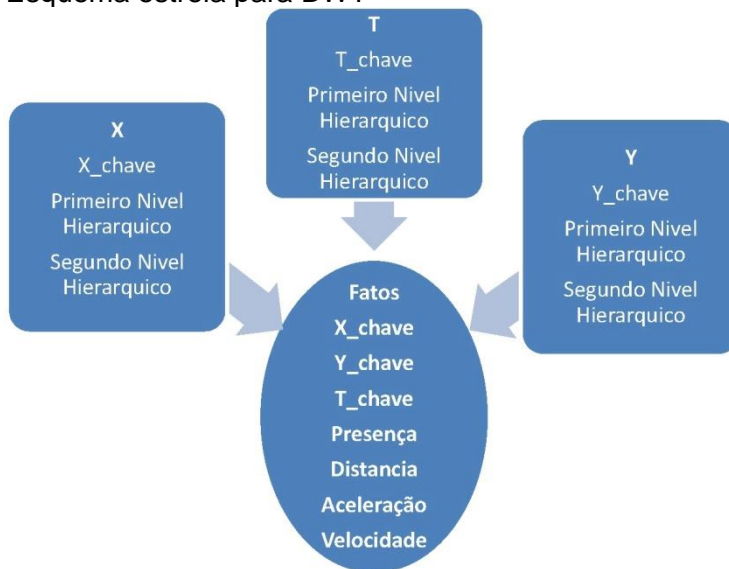 T
T_chave
Primeiro Nivel
Hierarquico
Segundo Nivel
Hierarquico
X
X_chave
Primeiro Nivel
Hierarquico
Segundo Nivel
Hierarquico
Y
Y_chave
Primeiro Nivel
Hierarquico
Segundo Nivel
Hierarquico
Fatos
X_chave
Y_chave
T_chave
Presença
Distancia
Aceleração
Velocidade